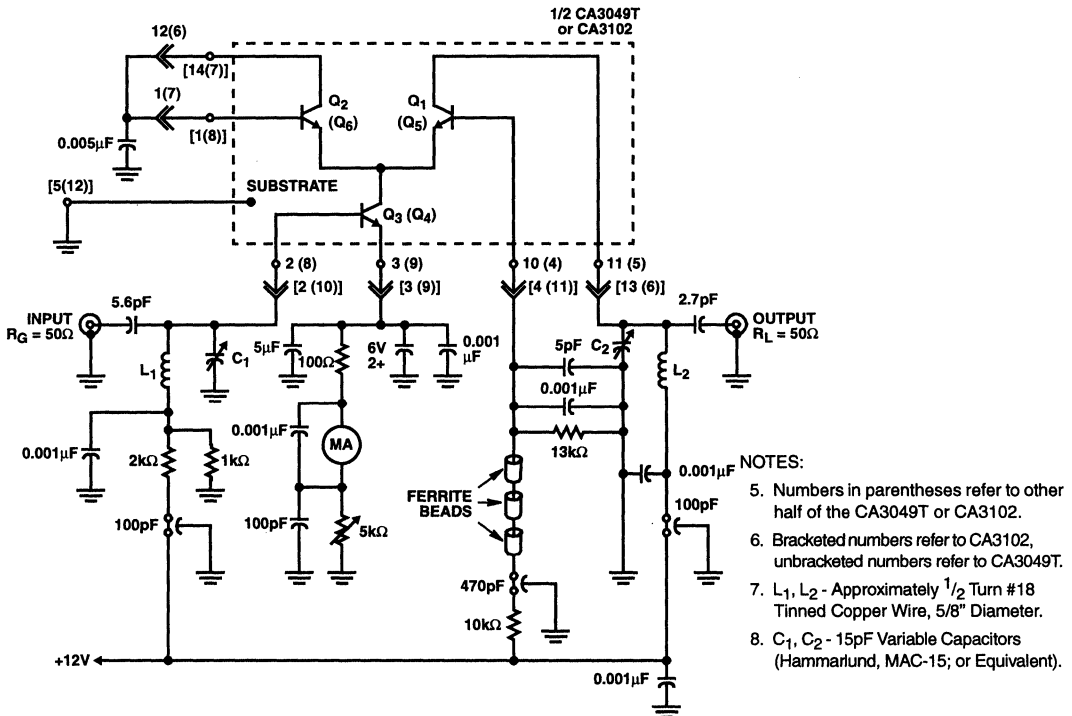 1/2 CA3049T
or CA3102
12(6)
[14(7)]
1(7)
[1(8)]
Q2
(Q6)
Q1
(Q5)
0.005μF
[5(12)]
SUBSTRATE
Q3 (Q4)
2 (8)
3 (9)
10 (4)
11 (5)
[2 (10)]
[3 (9)]
[4 (11)]
[13 (6)]
INPUT
RG = 50Ω
5.6pF
2.7pF
OUTPUT
RL = 50Ω
L1
C1
5μF
100Ω
6V
2+
0.001
μF
5pF
C2
L2
0.001μF
0.001μF
2kΩ
1kΩ
0.001μF
MA
13kΩ
0.001μF
FERRITE
BEADS
100pF
100pF
5kΩ
100pF
470pF
10kΩ
+12V
0.001μF
NOTES:
5. Numbers in parentheses refer to other
half of the CA3049T or CA3102.
6. Bracketed numbers refer to CA3102,
unbracketed numbers refer to CA3049T.
7. L1, L2 - Approximately 1/2 Turn #18
Tinned Copper Wire, 5/8" Diameter.
8. C1, C2 - 15pF Variable Capacitors
(Hammarlund, MAC-15; or Equivalent).